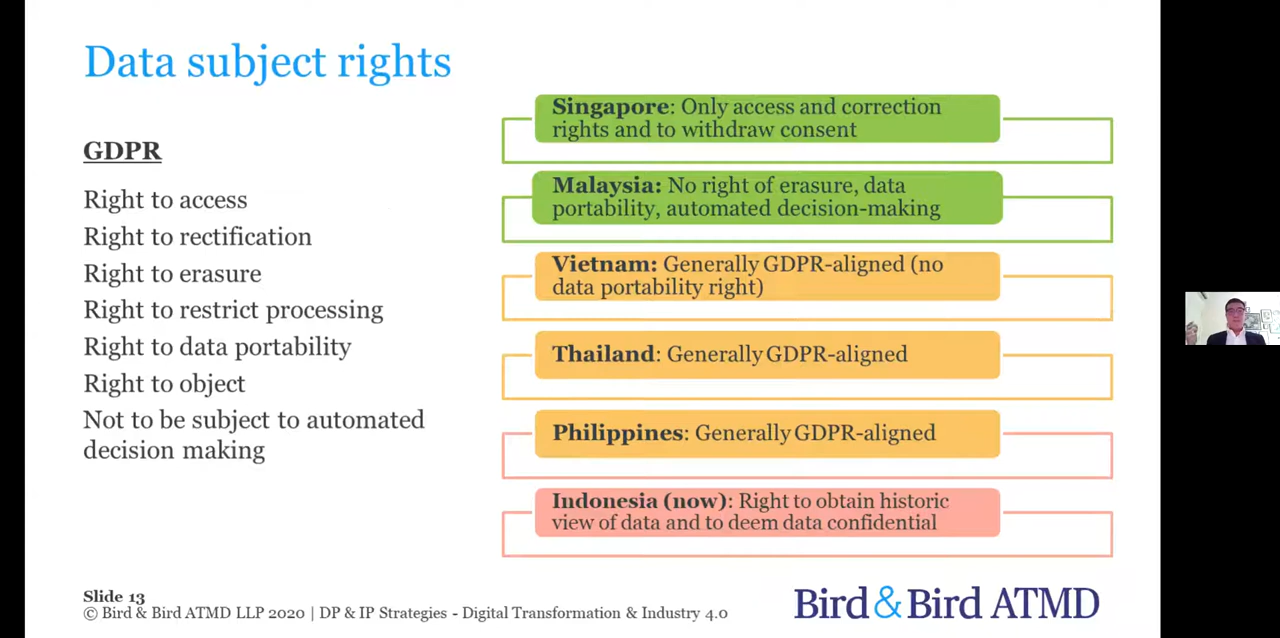 Data subject rights
GDPR
Right to access
Right to rectification
Right to erasure
Right to restrict processing
Right to data portability
Right to object
Not to be subject to automated
decision making
Singapore: Only access and correction
rights and to withdraw consent
Malaysia: No right of erasure, data
portability, automated decision-making
Vietnam: Generally GDPR-aligned (no
data portability right)
Thailand: Generally GDPR-aligned
Philippines: Generally GDPR-aligned
Indonesia (now): Right to obtain historic
view of data and to deem data confidential
Slide 13
© Bird & Bird ATMD LLP 2020 | DP & IP Strategies - Digital Transformation & Industry 4.0
Bird & Bird ATMD